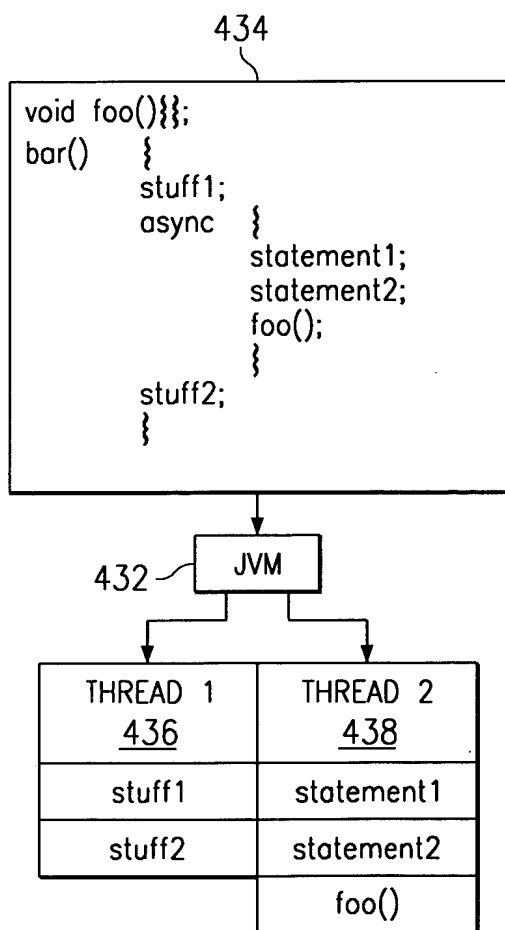 434
void foo(){};
bar() {
stuff1;
async {
statement1;
statement2;
foo();
}
stuff2;
}
432
JVM
THREAD 1 THREAD 2
436 438
stuff1 statement1
stuff2 statement2
foo()